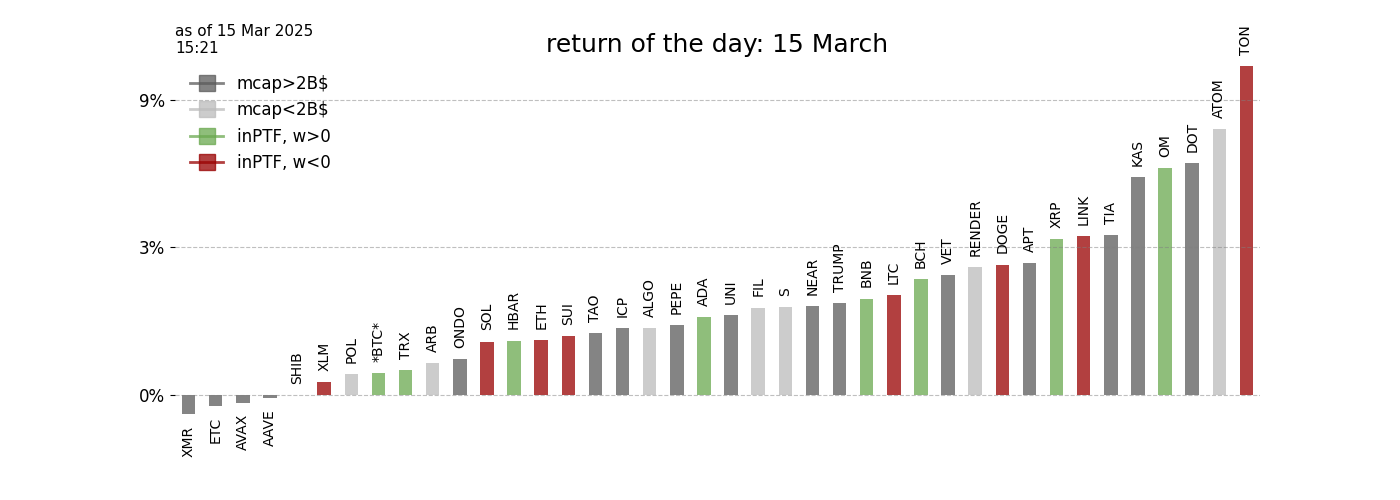 as of 15 Mar 2025
15:21
return of the day: 15 March
mcap>2B$
mcap<2B$
inPTF, w>0
inPTF, w<0
9%
3%
0%
XMR
ETC
AVAX
AAVE
SHIB
XLM
POL
*BTC*
TRX
ARB
ONDO
SOL
HBAR
ETH
SUI
TAO
ICP
ALGO
PEPE
ADA
UNI
FIL
S
NEAR
TRUMP
BNB
LTC
BCH
VET
RENDER
DOGE
APT
XRP
LINK
TIA
KAS
OM
DOT
ATOM
TON